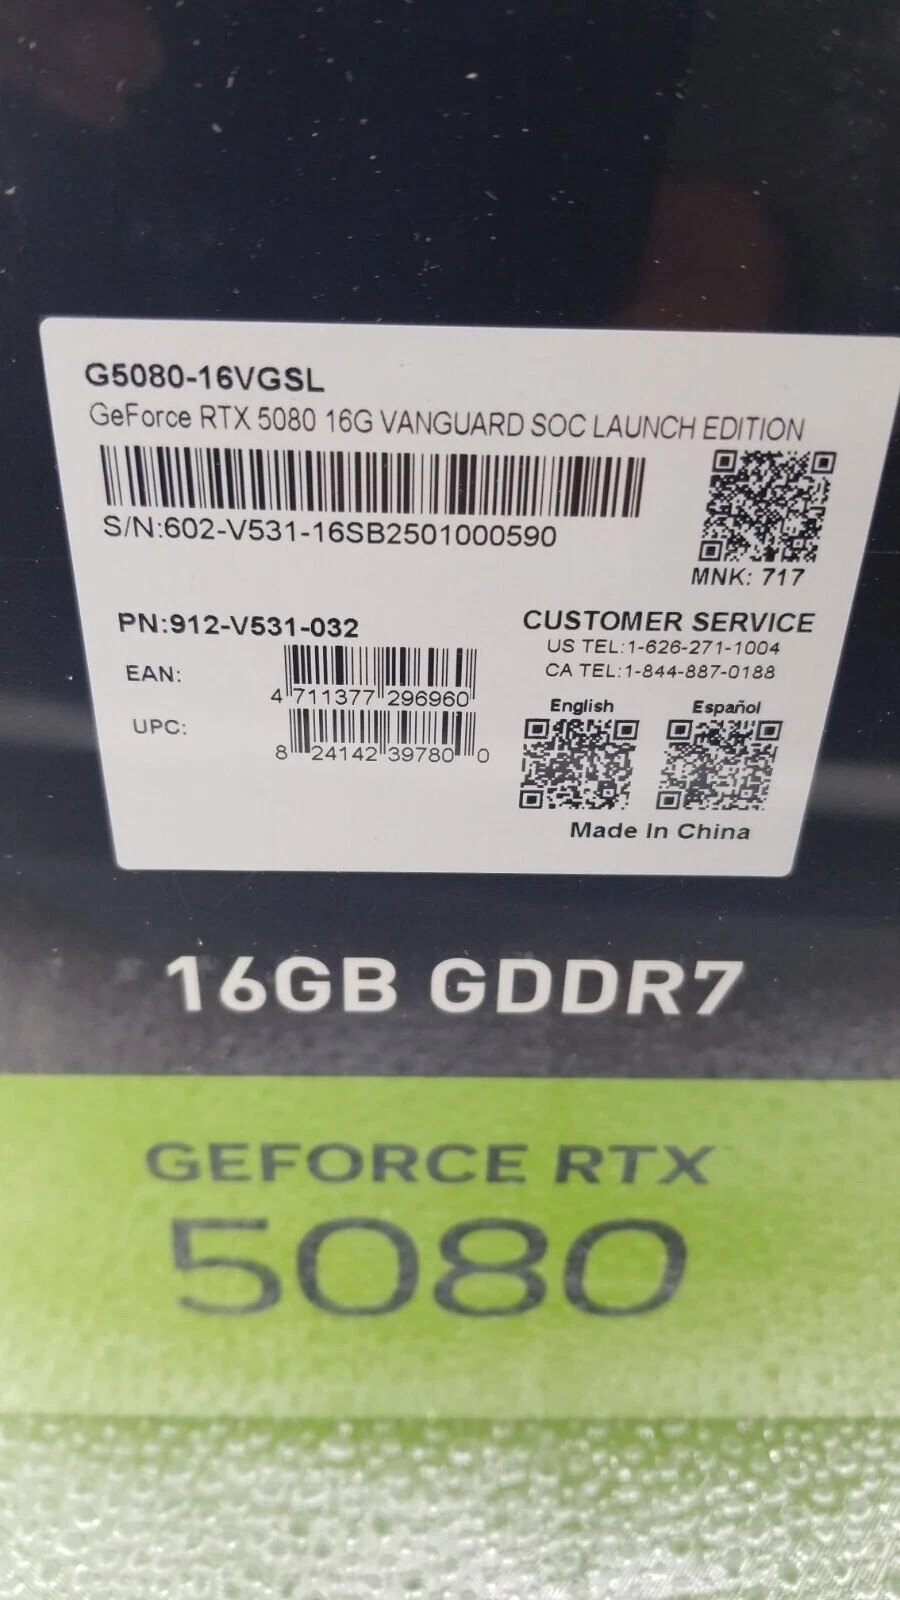 G5080-16VGSL
GeForce RTX 5080 16G VANGUARD SOC LAUNCH EDITION
S/N:602-V531-16SB2501000590
MNK: 717
PN:912-V531-032
EAN:
4 711377 296960
UPC:
8 24142 39780 0
CUSTOMER SERVICE
US TEL:1-626-271-1004
CA TEL:1-844-887-0188
English Español
Made In China
16GB GDDR7
GEFORCE RTX
5080